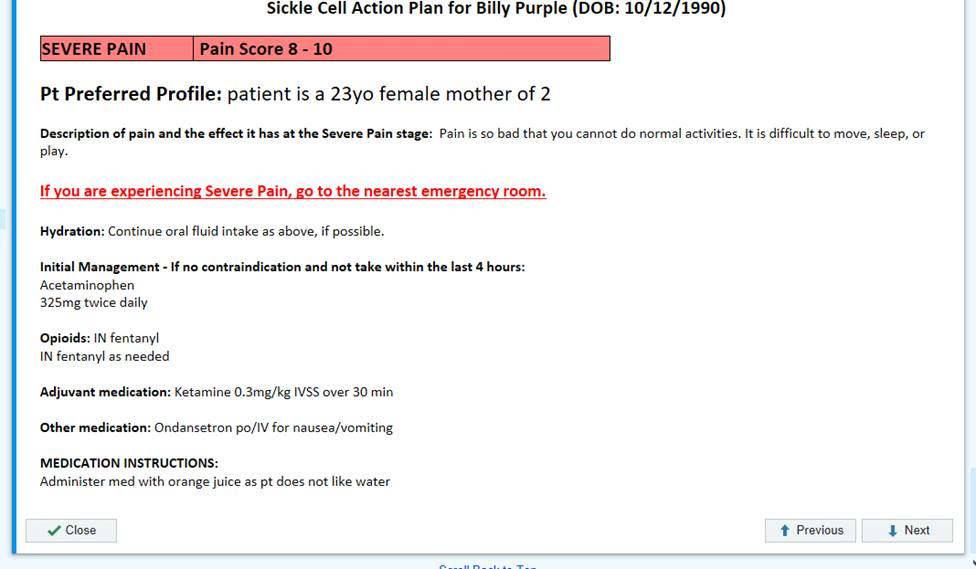 Sickle Cell Action Plan for Billy Purple (DOB: 10/12/1990)
SEVERE PAIN Pain Score 8 - 10
Pt Preferred Profile: patient is a 23yo female mother of 2
Description of pain and the effect it has at the Severe Pain stage: Pain is so bad that you cannot do normal activities. It is difficult to move, sleep, or
play.
If you are experiencing Severe Pain, go to the nearest emergency room.
Hydration: Continue oral fluid intake as above, if possible.
Initial Management - If no contraindication and not take within the last 4 hours:
Acetaminophen
325mg twice daily
Opioids: IN fentanyl
IN fentanyl as needed
Adjuvant medication: Ketamine 0.3mg/kg IVSS over 30 min
Other medication: Ondansetron po/IV for nausea/vomiting
MEDICATION INSTRUCTIONS:
Administer med with orange juice as pt does not like water
Close Previous Next
Scroll Back to Top